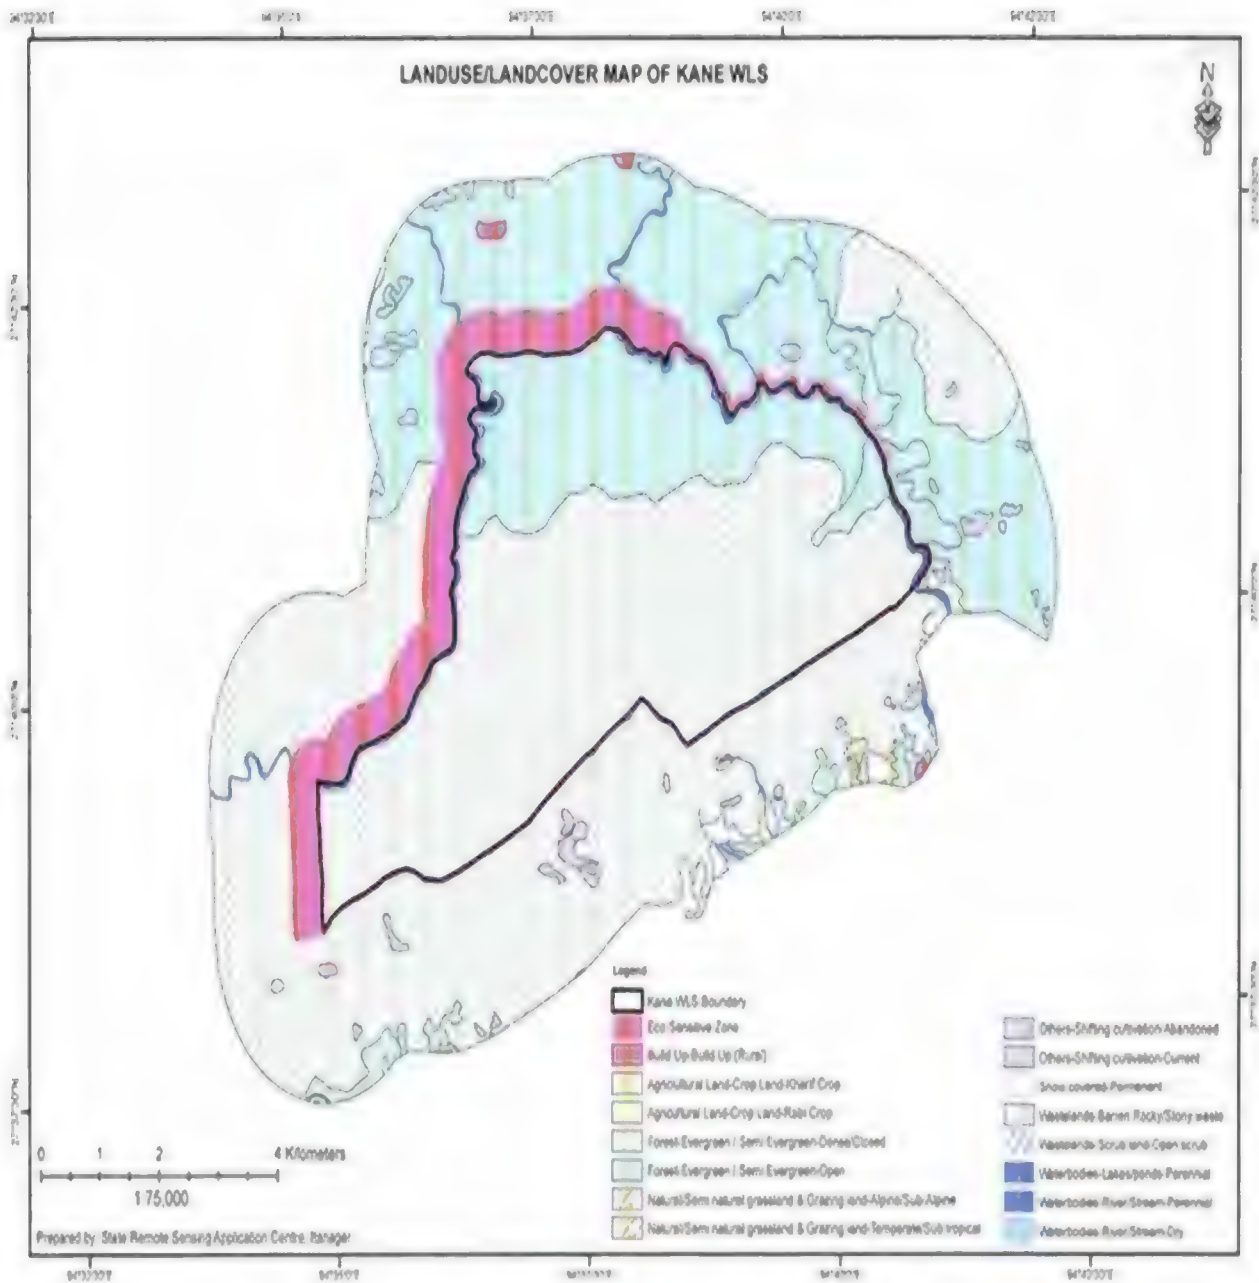 LANDUSE/LANDCOVER MAP OF KANE WLS
N
Legend
Kane WLS Boundary
Eco Sensitive Zone
Build Up-Build Up (Rural)
Agricultural Land-Crop Land-Kharif Crop
Agricultural Land-Crop Land-Rabi Crop
Forest-Evergreen / Semi Evergreen-Dense/Closed
Forest-Evergreen / Semi Evergreen-Open
Natural/Semi natural grassland & Grazing land-Alpine/Sub Alpine
Natural/Semi natural grassland & Grazing land-Temperate/Sub tropical
Others-Shifting cultivation-Abandoned
Others-Shifting cultivation-Current
Snow covered-Permanent
Wastelands-Barren Rocky/Stony waste
Wastelands-Scrub land-Open scrub
Waterbodies-Lakes/ponds-Perennial
Waterbodies-River/Stream-Perennial
Waterbodies-River/Stream-Dry
0 1 2 4 Kilometers
1:75,000
Prepared by: State Remote Sensing Application Centre, Itanagar